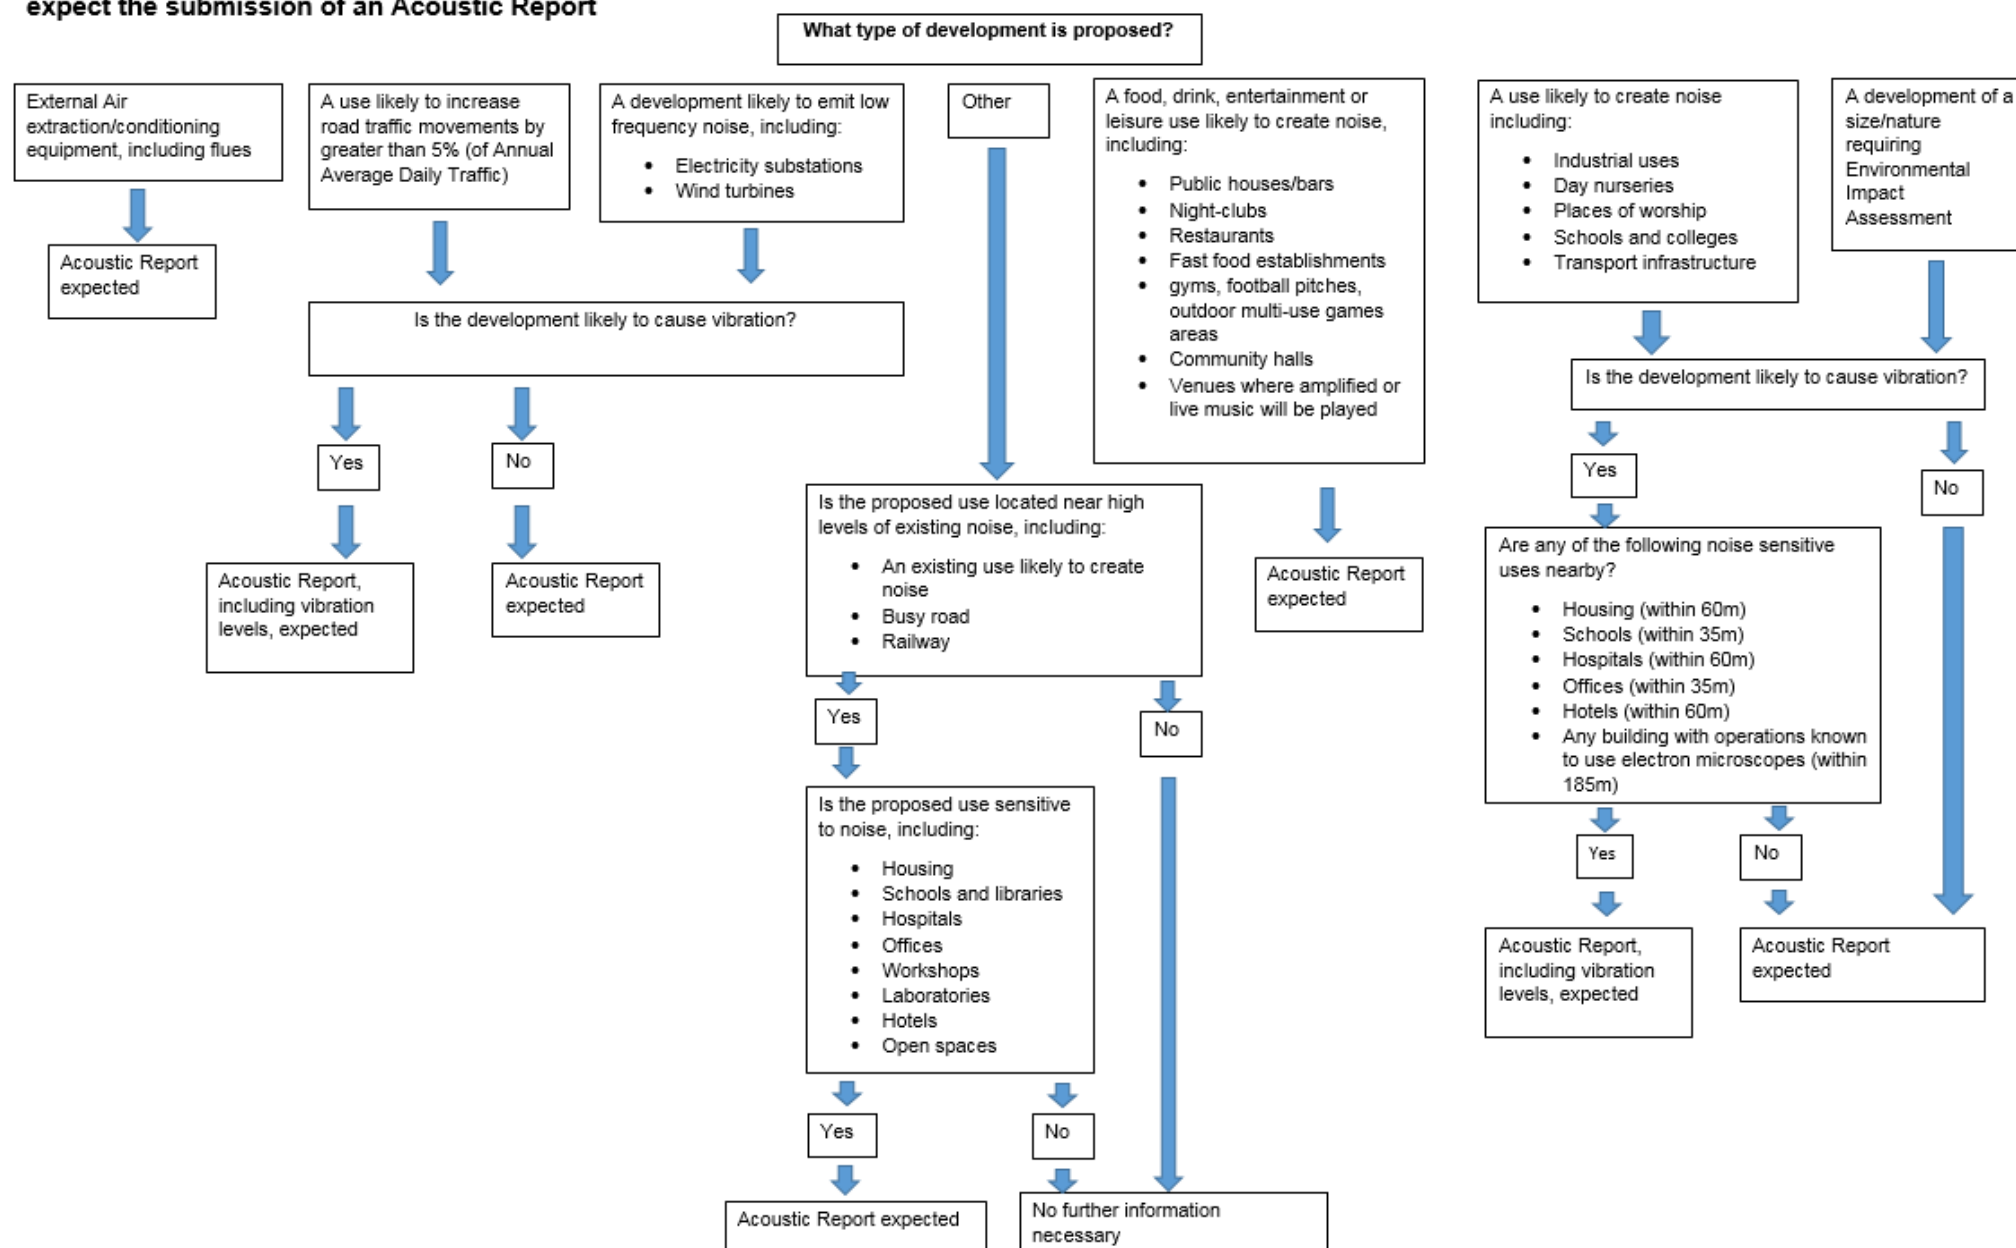 expect the submission of an Acoustic Report
What type of development is proposed?
External Air
extraction/conditioning
equipment, including flues
Acoustic Report
expected
A use likely to increase
road traffic movements by
greater than 5% (of Annual
Average Daily Traffic)
A development likely to emit low
frequency noise, including:
• Electricity substations
• Wind turbines
Is the development likely to cause vibration?
Yes
No
Acoustic Report,
including vibration
levels, expected
Acoustic Report
expected
Other
Is the proposed use located near high
levels of existing noise, including:
• An existing use likely to create
noise
• Busy road
• Railway
Yes
No
Is the proposed use sensitive
to noise, including:
• Housing
• Schools and libraries
• Hospitals
• Offices
• Workshops
• Laboratories
• Hotels
• Open spaces
Yes
No
Acoustic Report expected
No further information
necessary
A food, drink, entertainment or
leisure use likely to create noise,
including:
• Public houses/bars
• Night-clubs
• Restaurants
• Fast food establishments
• gyms, football pitches,
outdoor multi-use games
areas
• Community halls
• Venues where amplified or
live music will be played
Acoustic Report
expected
A use likely to create noise
including:
• Industrial uses
• Day nurseries
• Places of worship
• Schools and colleges
• Transport infrastructure
A development of a
size/nature
requiring
Environmental
Impact
Assessment
Is the development likely to cause vibration?
Yes
No
Are any of the following noise sensitive
uses nearby?
• Housing (within 60m)
• Schools (within 35m)
• Hospitals (within 60m)
• Offices (within 35m)
• Hotels (within 60m)
• Any building with operations known
to use electron microscopes (within
185m)
Yes
No
Acoustic Report,
including vibration
levels, expected
Acoustic Report
expected